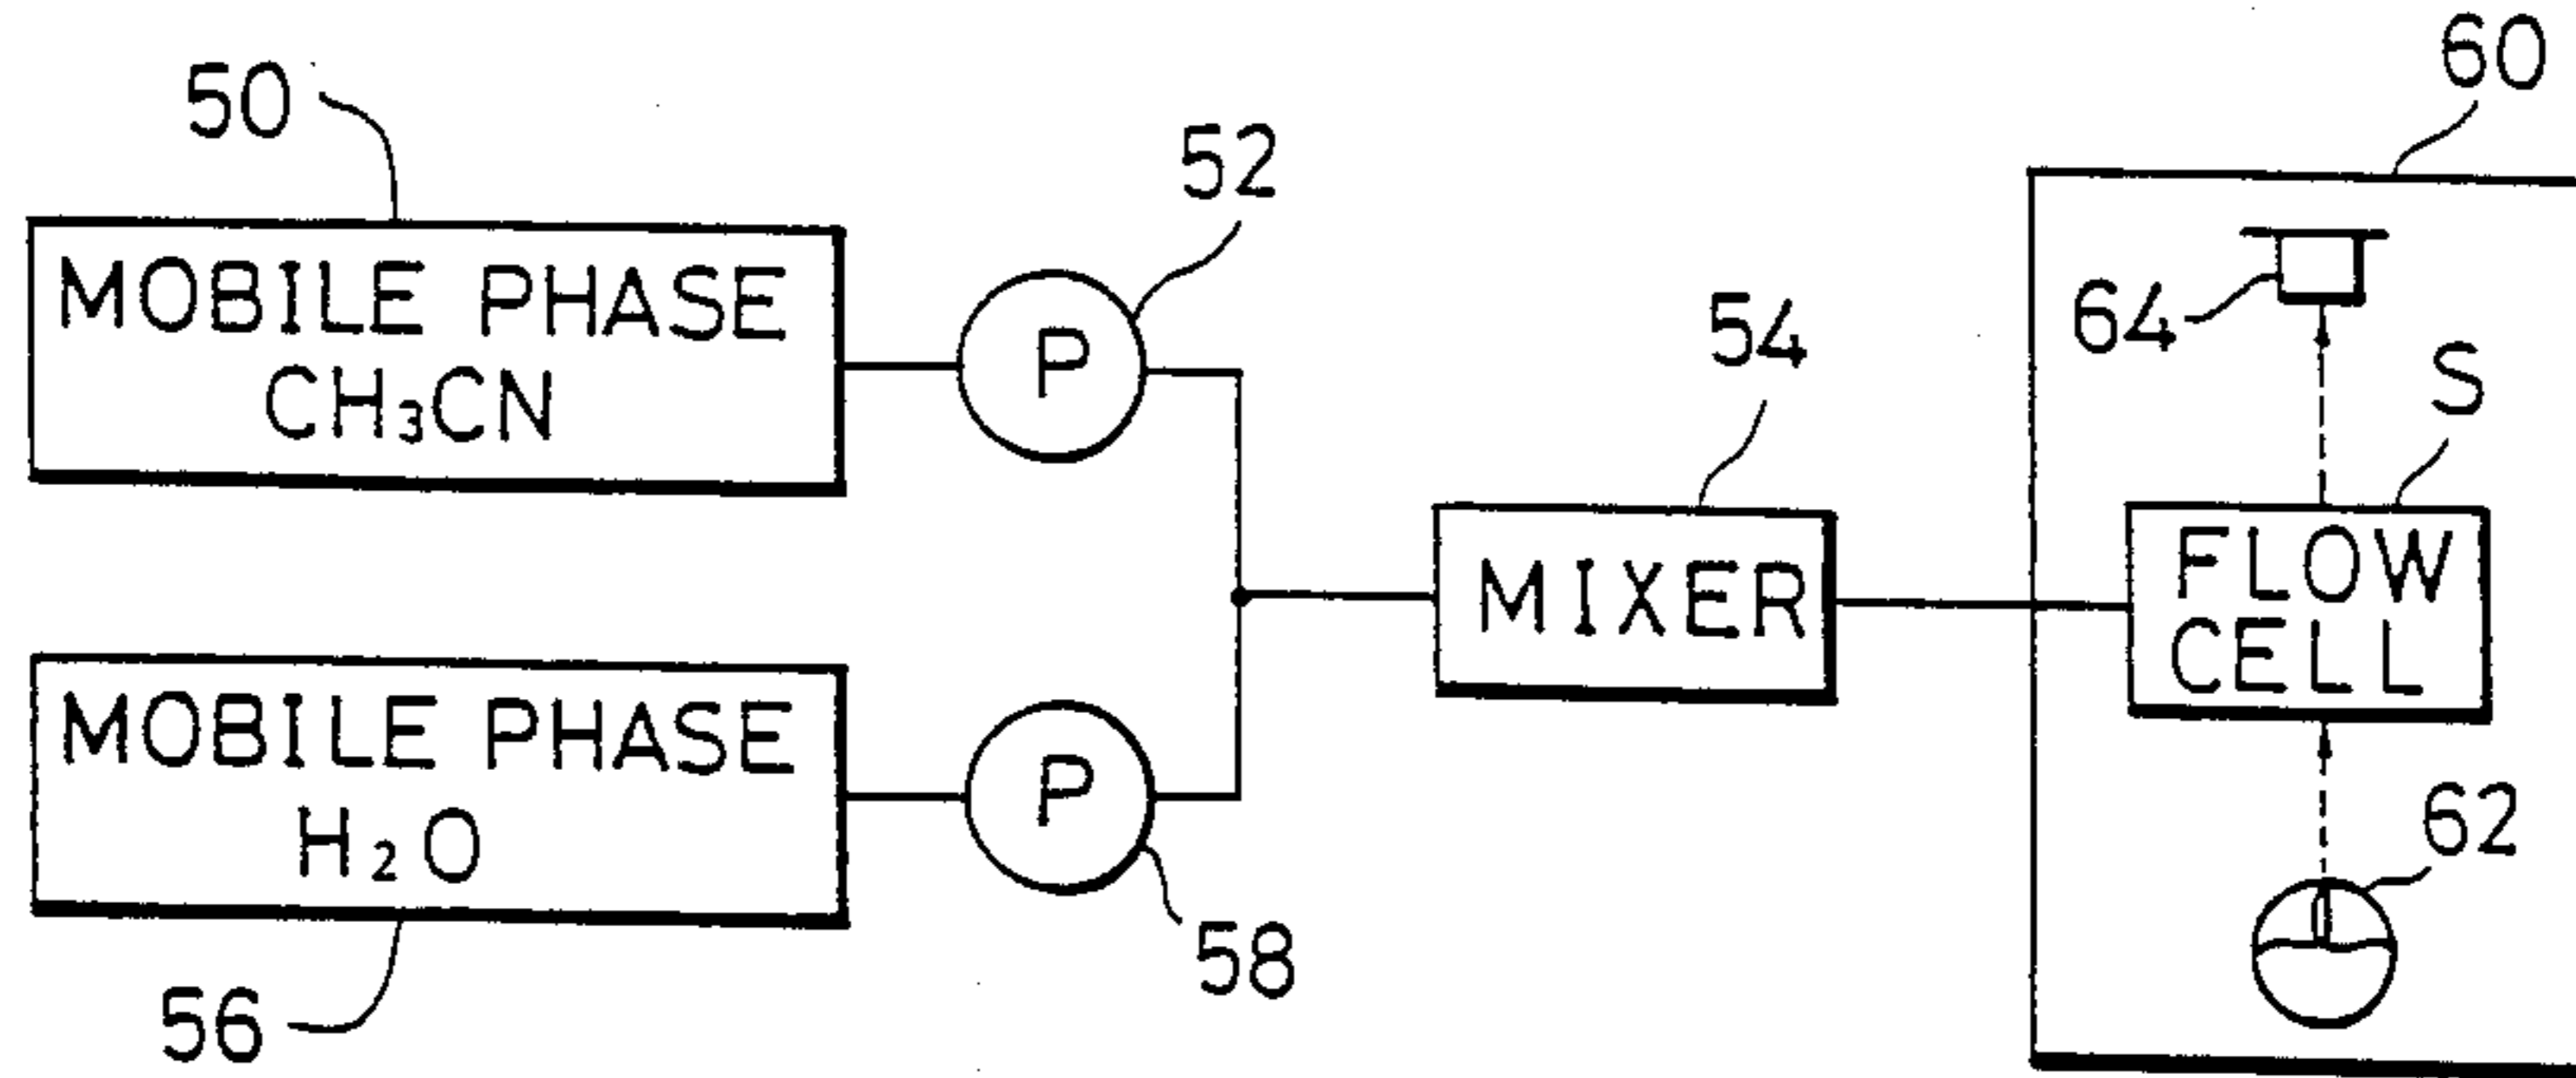 50
52
60
MOBILE PHASE
CH₃CN
P
54
64
S
MIXER
FLOW
CELL
MOBILE PHASE
H₂O
P
62
58
56